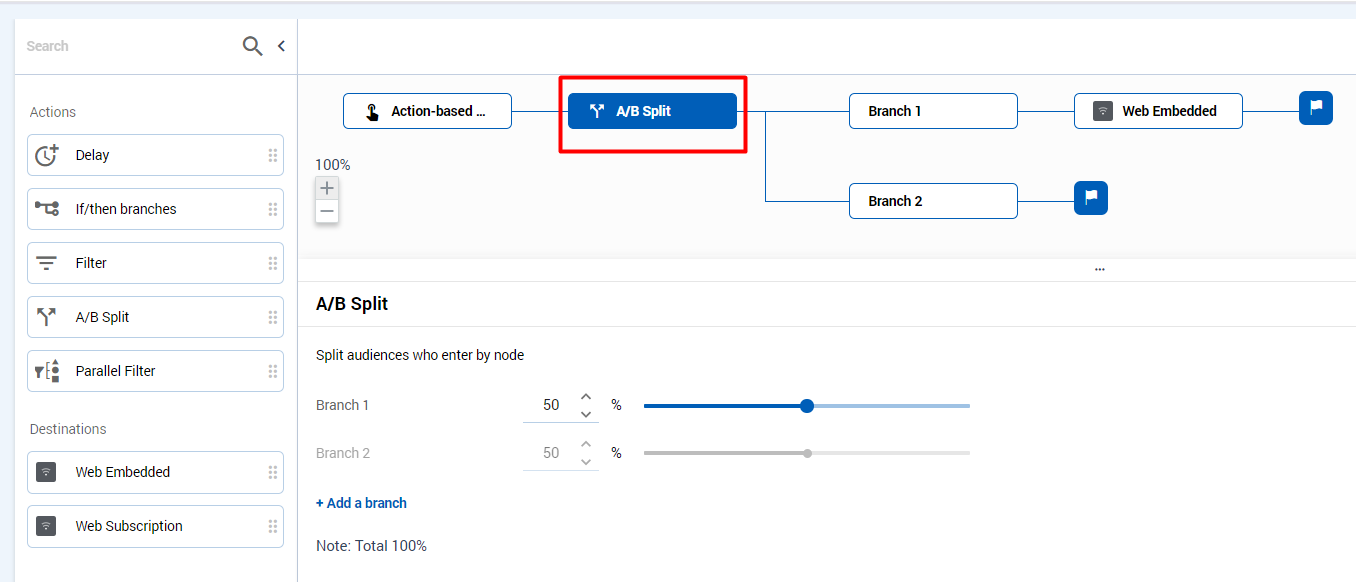 Search
Actions
Delay
If/then branches
Filter
A/B Split
Parallel Filter
Destinations
Web Embedded
Web Subscription
Action-based ...
A/B Split
Branch 1
Web Embedded
Branch 2
100%
...
A/B Split
Split audiences who enter by node
Branch 1 50 %
Branch 2 50 %
+ Add a branch
Note: Total 100%